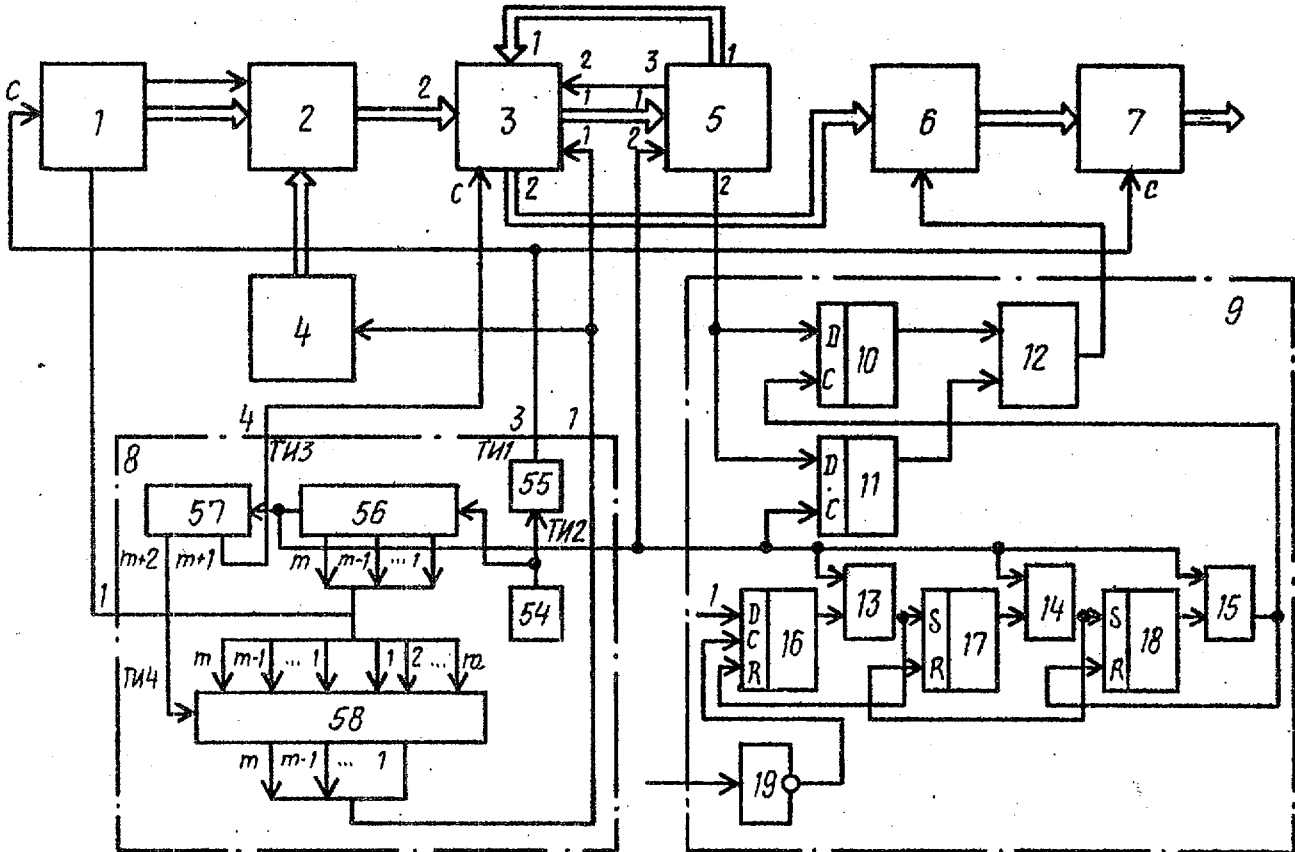 1 1
2 3
C 1 2 2 3 1 1 5 6 7
1 2
C 2 2 C
4 9
D 10 12
C
4 3 1
8 ТИ3 ТИ1
D 11
C
57 56 55
ТИ2
m+2 m+1 m m-1 ... 1
54
1 1 D 16 13 S 17 14 S 18 15
C
R R R
m m-1 ... 1 1 2 ... m
ТИ4
58
m m-1 ... 1
19